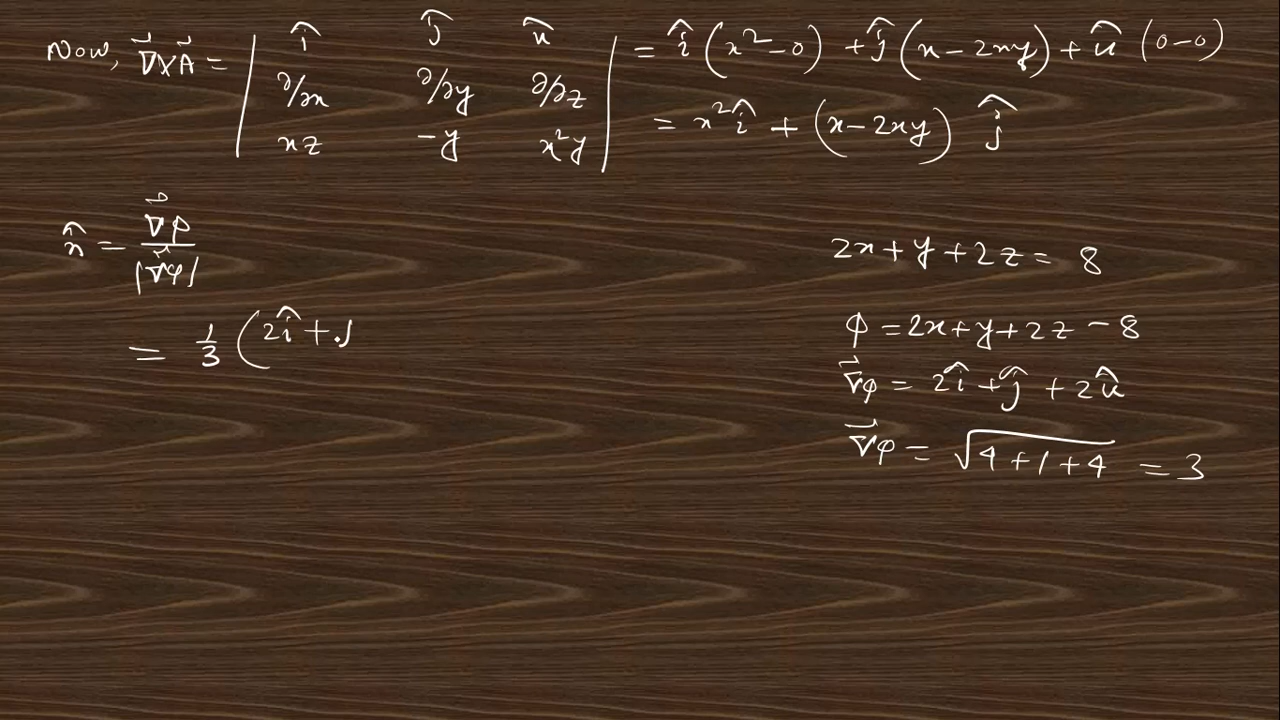 Now, ∇⃗×A⃗ = | î ĵ k̂ | = î (x²-0) + ĵ (x-2xy) + k̂ (0-0)
∂/∂x ∂/∂y ∂/∂z
xz -y x²y
= x² î + (x-2xy) ĵ
n̂ = ∇⃗φ / |∇⃗φ|
= 1/3 (2î + j
2x+y+2z = 8
φ = 2x+y+2z-8
∇⃗φ = 2î + ĵ + 2k̂
∇⃗φ = √(4+1+4) = 3